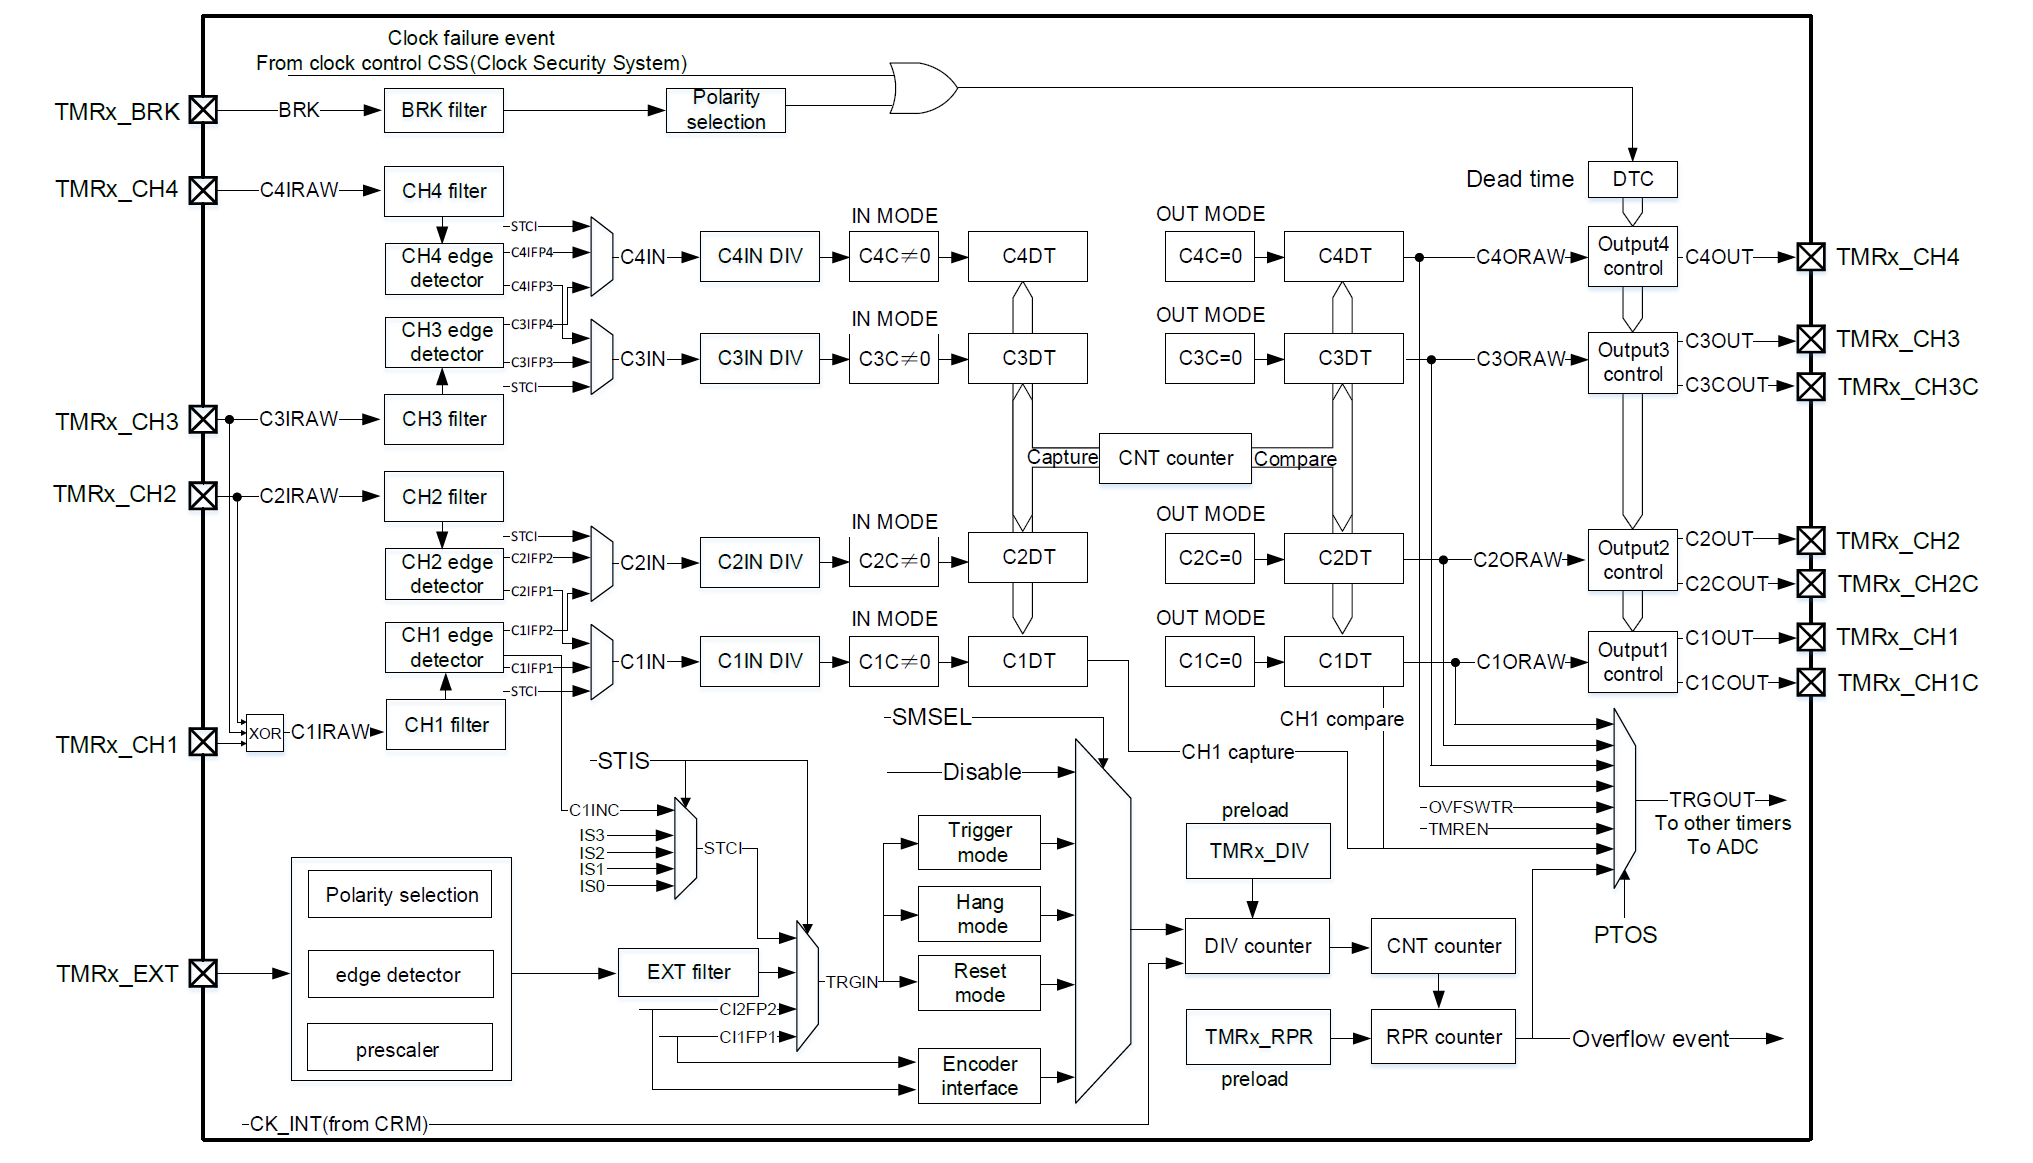 Clock failure event
From clock control CSS(Clock Security System)
TMRx_BRK
BRK
BRK filter
Polarity
selection
TMRx_CH4
C4IRAW
CH4 filter
Dead time
DTC
STCI
IN MODE
OUT MODE
CH4 edge
detector
C4IFP4
C4IFP3
C4IN
C4IN DIV
C4C≠0
C4DT
C4C=0
C4DT
C4ORAW
Output4
control
C4OUT
TMRx_CH4
CH3 edge
detector
C3IFP4
C3IFP3
STCI
IN MODE
OUT MODE
C3IN
C3IN DIV
C3C≠0
C3DT
C3C=0
C3DT
C3ORAW
Output3
control
C3OUT
TMRx_CH3
C3COUT
TMRx_CH3C
TMRx_CH3
C3IRAW
CH3 filter
Capture
CNT counter
Compare
TMRx_CH2
C2IRAW
CH2 filter
STCI
IN MODE
OUT MODE
CH2 edge
detector
C2IFP2
C2IFP1
C2IN
C2IN DIV
C2C≠0
C2DT
C2C=0
C2DT
C2ORAW
Output2
control
C2OUT
TMRx_CH2
C2COUT
TMRx_CH2C
CH1 edge
detector
C1IFP2
C1IFP1
STCI
IN MODE
OUT MODE
C1IN
C1IN DIV
C1C≠0
C1DT
C1C=0
C1DT
C1ORAW
Output1
control
C1OUT
TMRx_CH1
C1COUT
TMRx_CH1C
TMRx_CH1
XOR
C1IRAW
CH1 filter
SMSEL
CH1 compare
CH1 capture
STIS
Disable
C1INC
IS3
IS2
IS1
IS0
STCI
Trigger
mode
preload
TMRx_DIV
OVFSWTR
TMREN
TRGOUT
To other timers
To ADC
PTOS
Polarity selection
edge detector
prescaler
TMRx_EXT
EXT filter
CI2FP2
CI1FP1
TRGIN
Hang
mode
Reset
mode
Encoder
interface
DIV counter
CNT counter
TMRx_RPR
preload
RPR counter
Overflow event
CK_INT(from CRM)